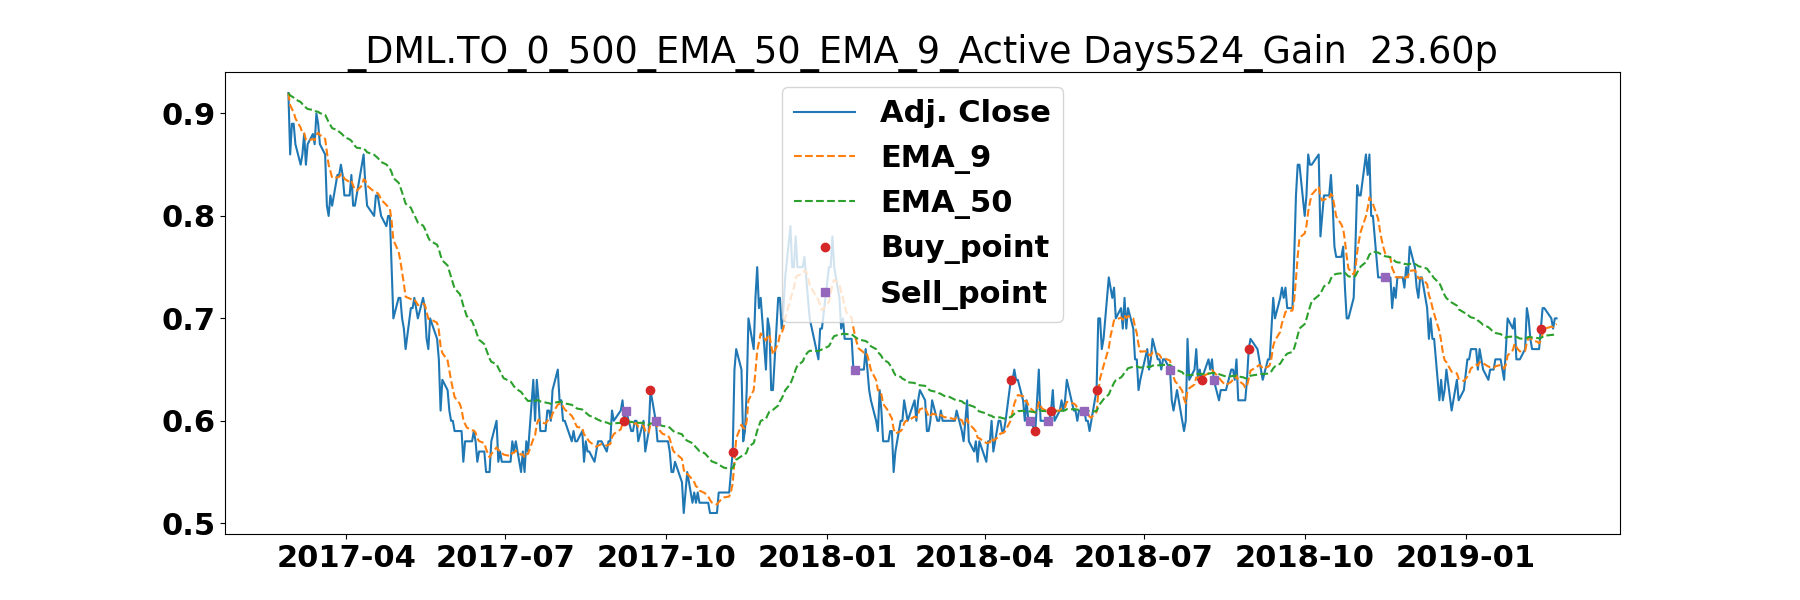 _DML.TO_0_500_EMA_50_EMA_9_Active Days524_Gain  23.60p
Adj. Close
EMA_9
EMA_50
Buy_point
Sell_point
0.9
0.8
0.7
0.6
0.5
2017-04 2017-07 2017-10 2018-01 2018-04 2018-07 2018-10 2019-01